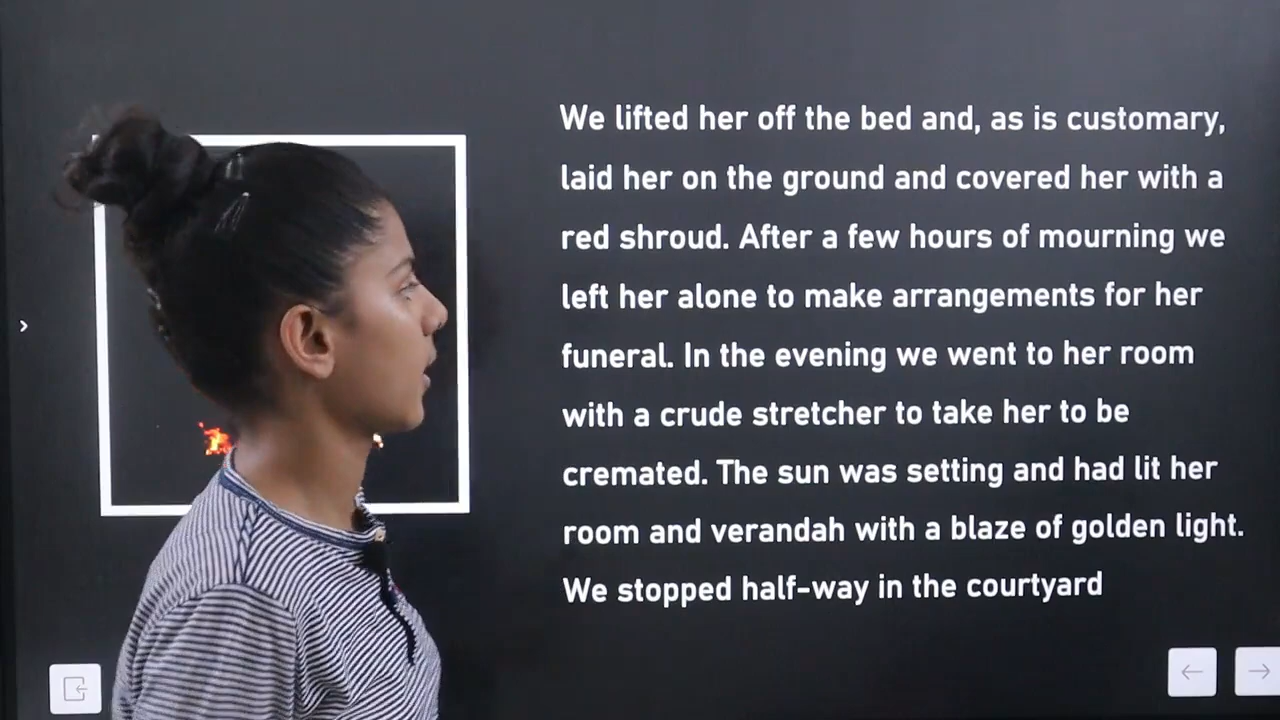 We lifted her off the bed and, as is customary,
laid her on the ground and covered her with a
red shroud. After a few hours of mourning we
left her alone to make arrangements for her
funeral. In the evening we went to her room
with a crude stretcher to take her to be
cremated. The sun was setting and had lit her
room and verandah with a blaze of golden light.
We stopped half-way in the courtyard